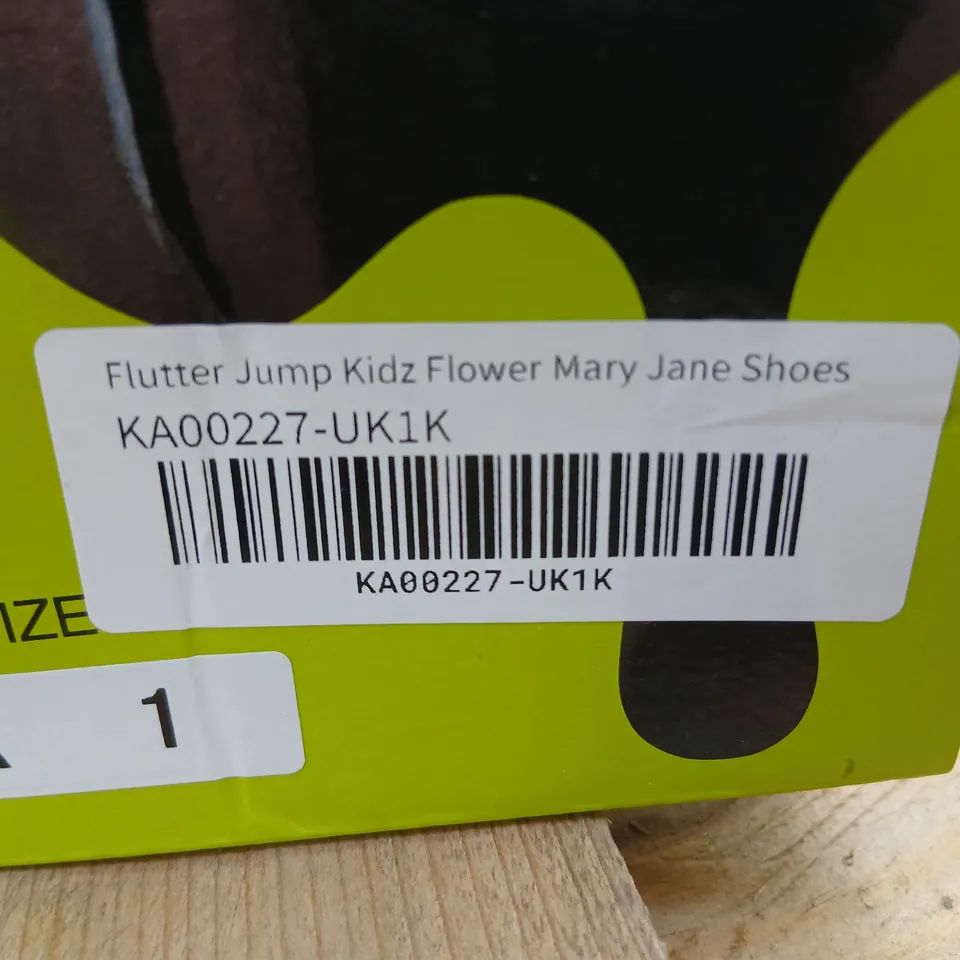 Flutter Jump Kidz Flower Mary Jane Shoes
KA00227-UK1K
KA00227-UK1K
IZE
1